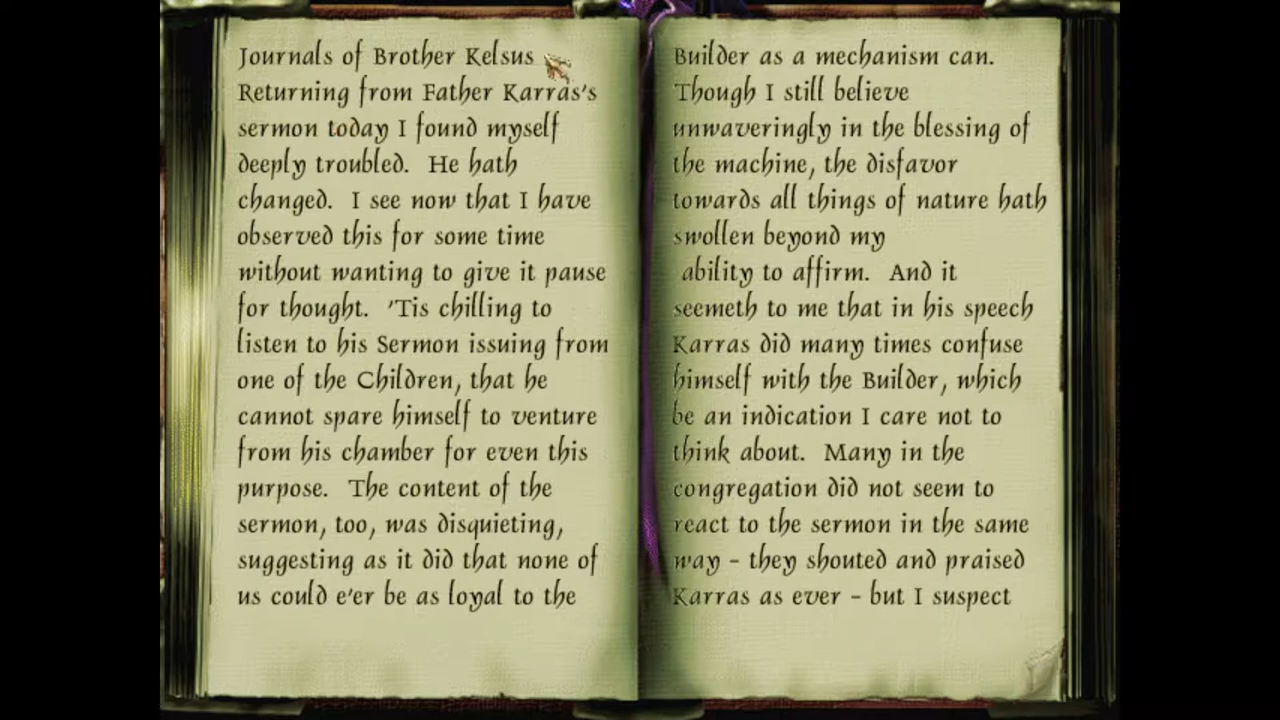 Journals of Brother Kelsus
Returning from Father Karras's
sermon today I found myself
deeply troubled. He hath
changed. I see now that I have
observed this for some time
without wanting to give it pause
for thought. 'Tis chilling to
listen to his Sermon issuing from
one of the Children, that he
cannot spare himself to venture
from his chamber for even this
purpose. The content of the
sermon, too, was disquieting,
suggesting as it did that none of
us could e'er be as loyal to the
Builder as a mechanism can.
Though I still believe
unwaveringly in the blessing of
the machine, the disfavor
towards all things of nature hath
swollen beyond my
ability to affirm. And it
seemeth to me that in his speech
Karras did many times confuse
himself with the Builder, which
be an indication I care not to
think about. Many in the
congregation did not seem to
react to the sermon in the same
way - they shouted and praised
Karras as ever - but I suspect